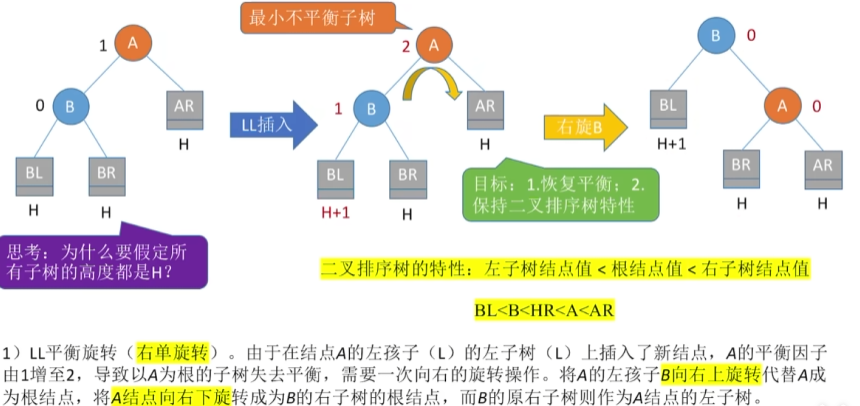 最小不平衡子树
1
A
2
A
B
0
0
B
AR
1
B
AR
BL
A
0
H
LL插入
H
右旋B
H+1
BL
BR
BL
BR
BR
AR
H
H
H+1
H
目标：1.恢复平衡；2.
保持二叉排序树特性
H
H
思考：为什么要假定所
有子树的高度都是H？
二叉排序树的特性：左子树结点值 < 根结点值 < 右子树结点值
BL<B<HR<A<AR
1）LL平衡旋转（右单旋转）。由于在结点A的左孩子（L）的左子树（L）上插入了新结点，A的平衡因子
由1增至2，导致以A为根的子树失去平衡，需要一次向右的旋转操作。将A的左孩子B向右上旋转代替A成
为根结点，将A结点向右下旋转成为B的右子树的根结点，而B的原右子树则作为A结点的左子树。